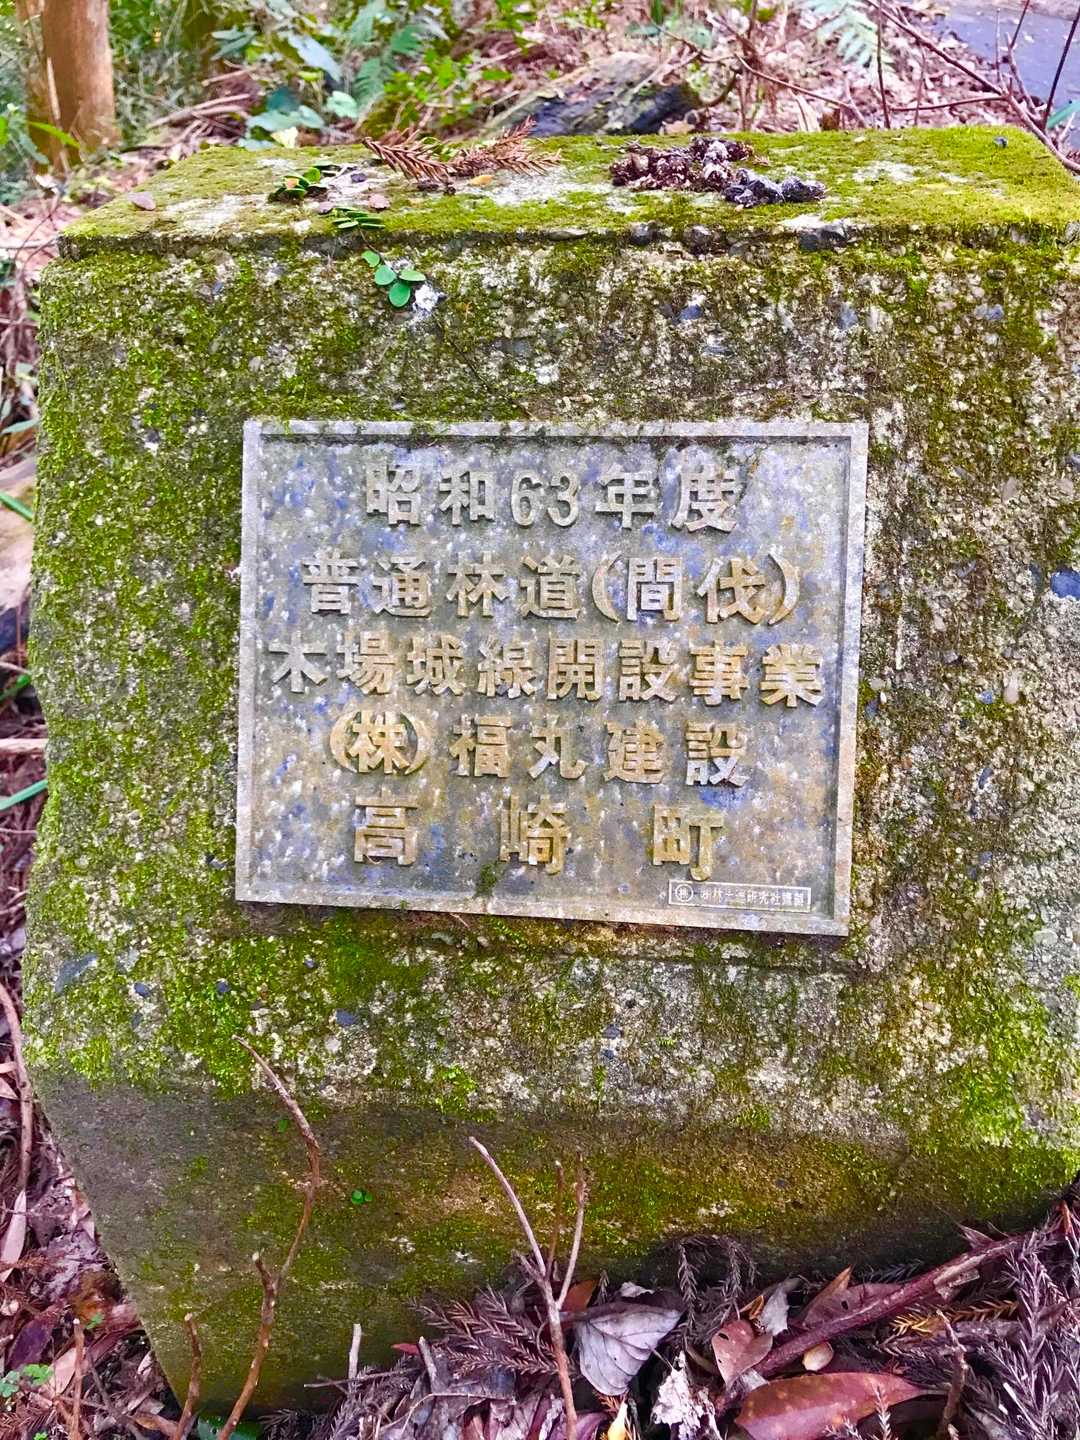 昭和63年度
普通林道(間伐)
木場城線開設事業
(株)福丸建設
高崎町